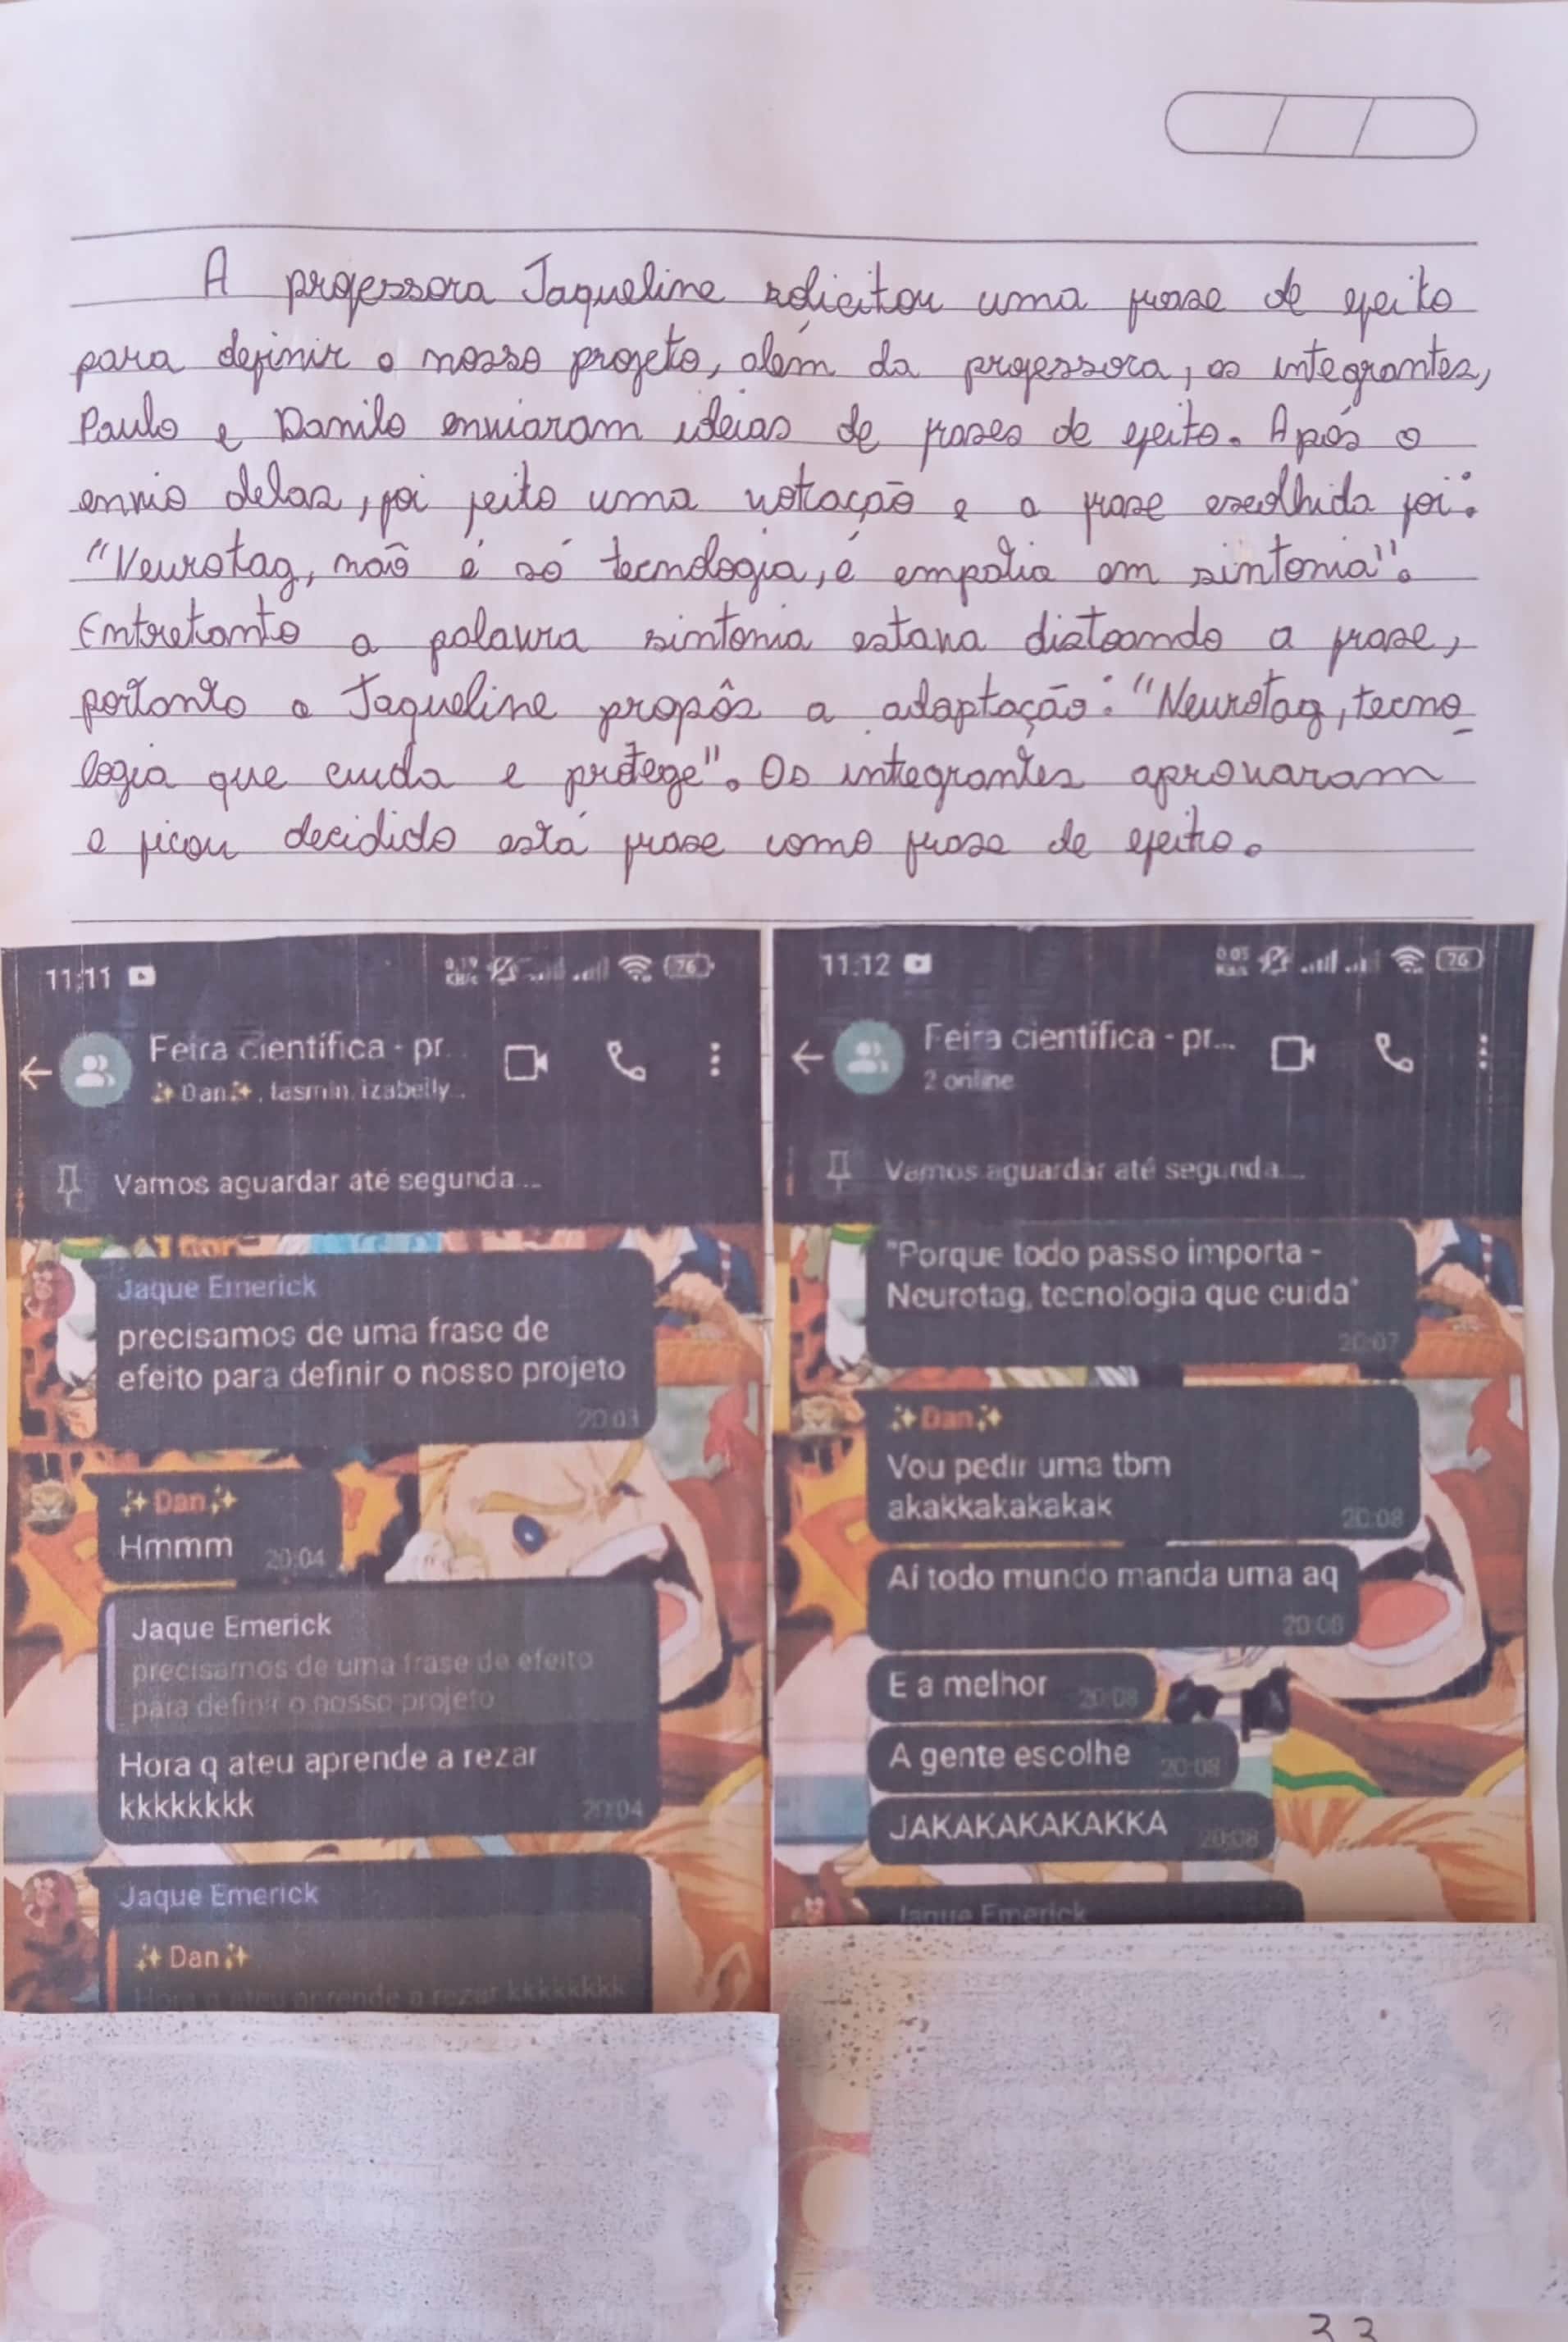 A professora Jaqueline solicitou uma frase de efeito
para definir o nosso projeto, além da professora, os integrantes,
Paulo e Danilo enviaram ideias de frases de efeito. Após o
envio delas, foi feito uma votação e a frase escolhida foi:
"Neurotag, não é só tecnologia, é empatia em sintonia".
Entretanto a palavra sintonia estava distoando a frase,
portanto a Jaqueline propôs a adaptação: "Neurotag, tecno
logia que cuida e protege". Os integrantes aprovaram
e ficou decidido está frase como frase de efeito.
11:11
76
Feira científica - pr...
✨Dan✨, Iasmin, izabelly...
Vamos aguardar até segunda...
Jaque Emerick
precisamos de uma frase de
efeito para definir o nosso projeto
20:03
✨Dan✨
Hmmm 20:04
Jaque Emerick
precisamos de uma frase de efeito
para definir o nosso projeto
Hora q ateu aprende a rezar
kkkkkkkk 20:04
Jaque Emerick
✨Dan✨
Hora q ateu aprende a rezar kkkkkkkk
11:12
76
Feira científica - pr...
2 online
Vamos aguardar até segunda...
"Porque todo passo importa -
Neurotag, tecnologia que cuida"
20:07
✨Dan✨
Vou pedir uma tbm
akakkakakakak 20:08
Aí todo mundo manda uma aq
20:08
E a melhor 20:08
A gente escolhe 20:08
JAKAKAKAKAKKA 20:08
Jaque Emerick
33